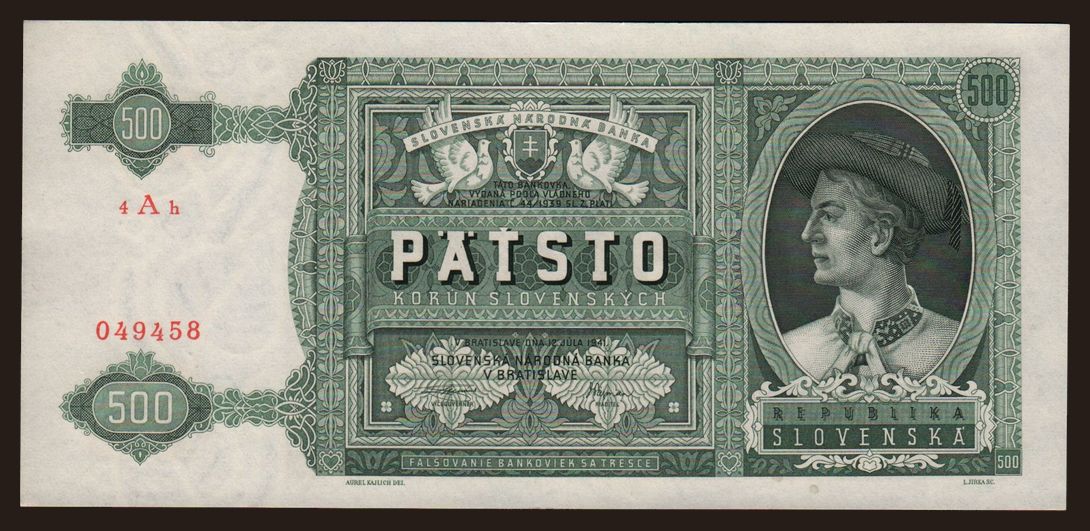 500
500
SLOVENSKÁ NÁRODNÁ BANKA
TÁTO BANKOVKA,
VYDANÁ PODĽA VLÁDNEHO
NARIADENIA Č. 44/1939 SL. Z. PLATÍ
4 A h
PÄŤSTO
KORÚN SLOVENSKÝCH
049458
V BRATISLAVE DŇA 12. JÚLA 1941
SLOVENSKÁ NÁRODNÁ BANKA
V BRATISLAVE
500
REPUBLIKA
SLOVENSKÁ
FALŠOVANIE BANKOVIEK SA TRESCE
500
AUREL KAJLICH DEL.
L. JIRKA SC.